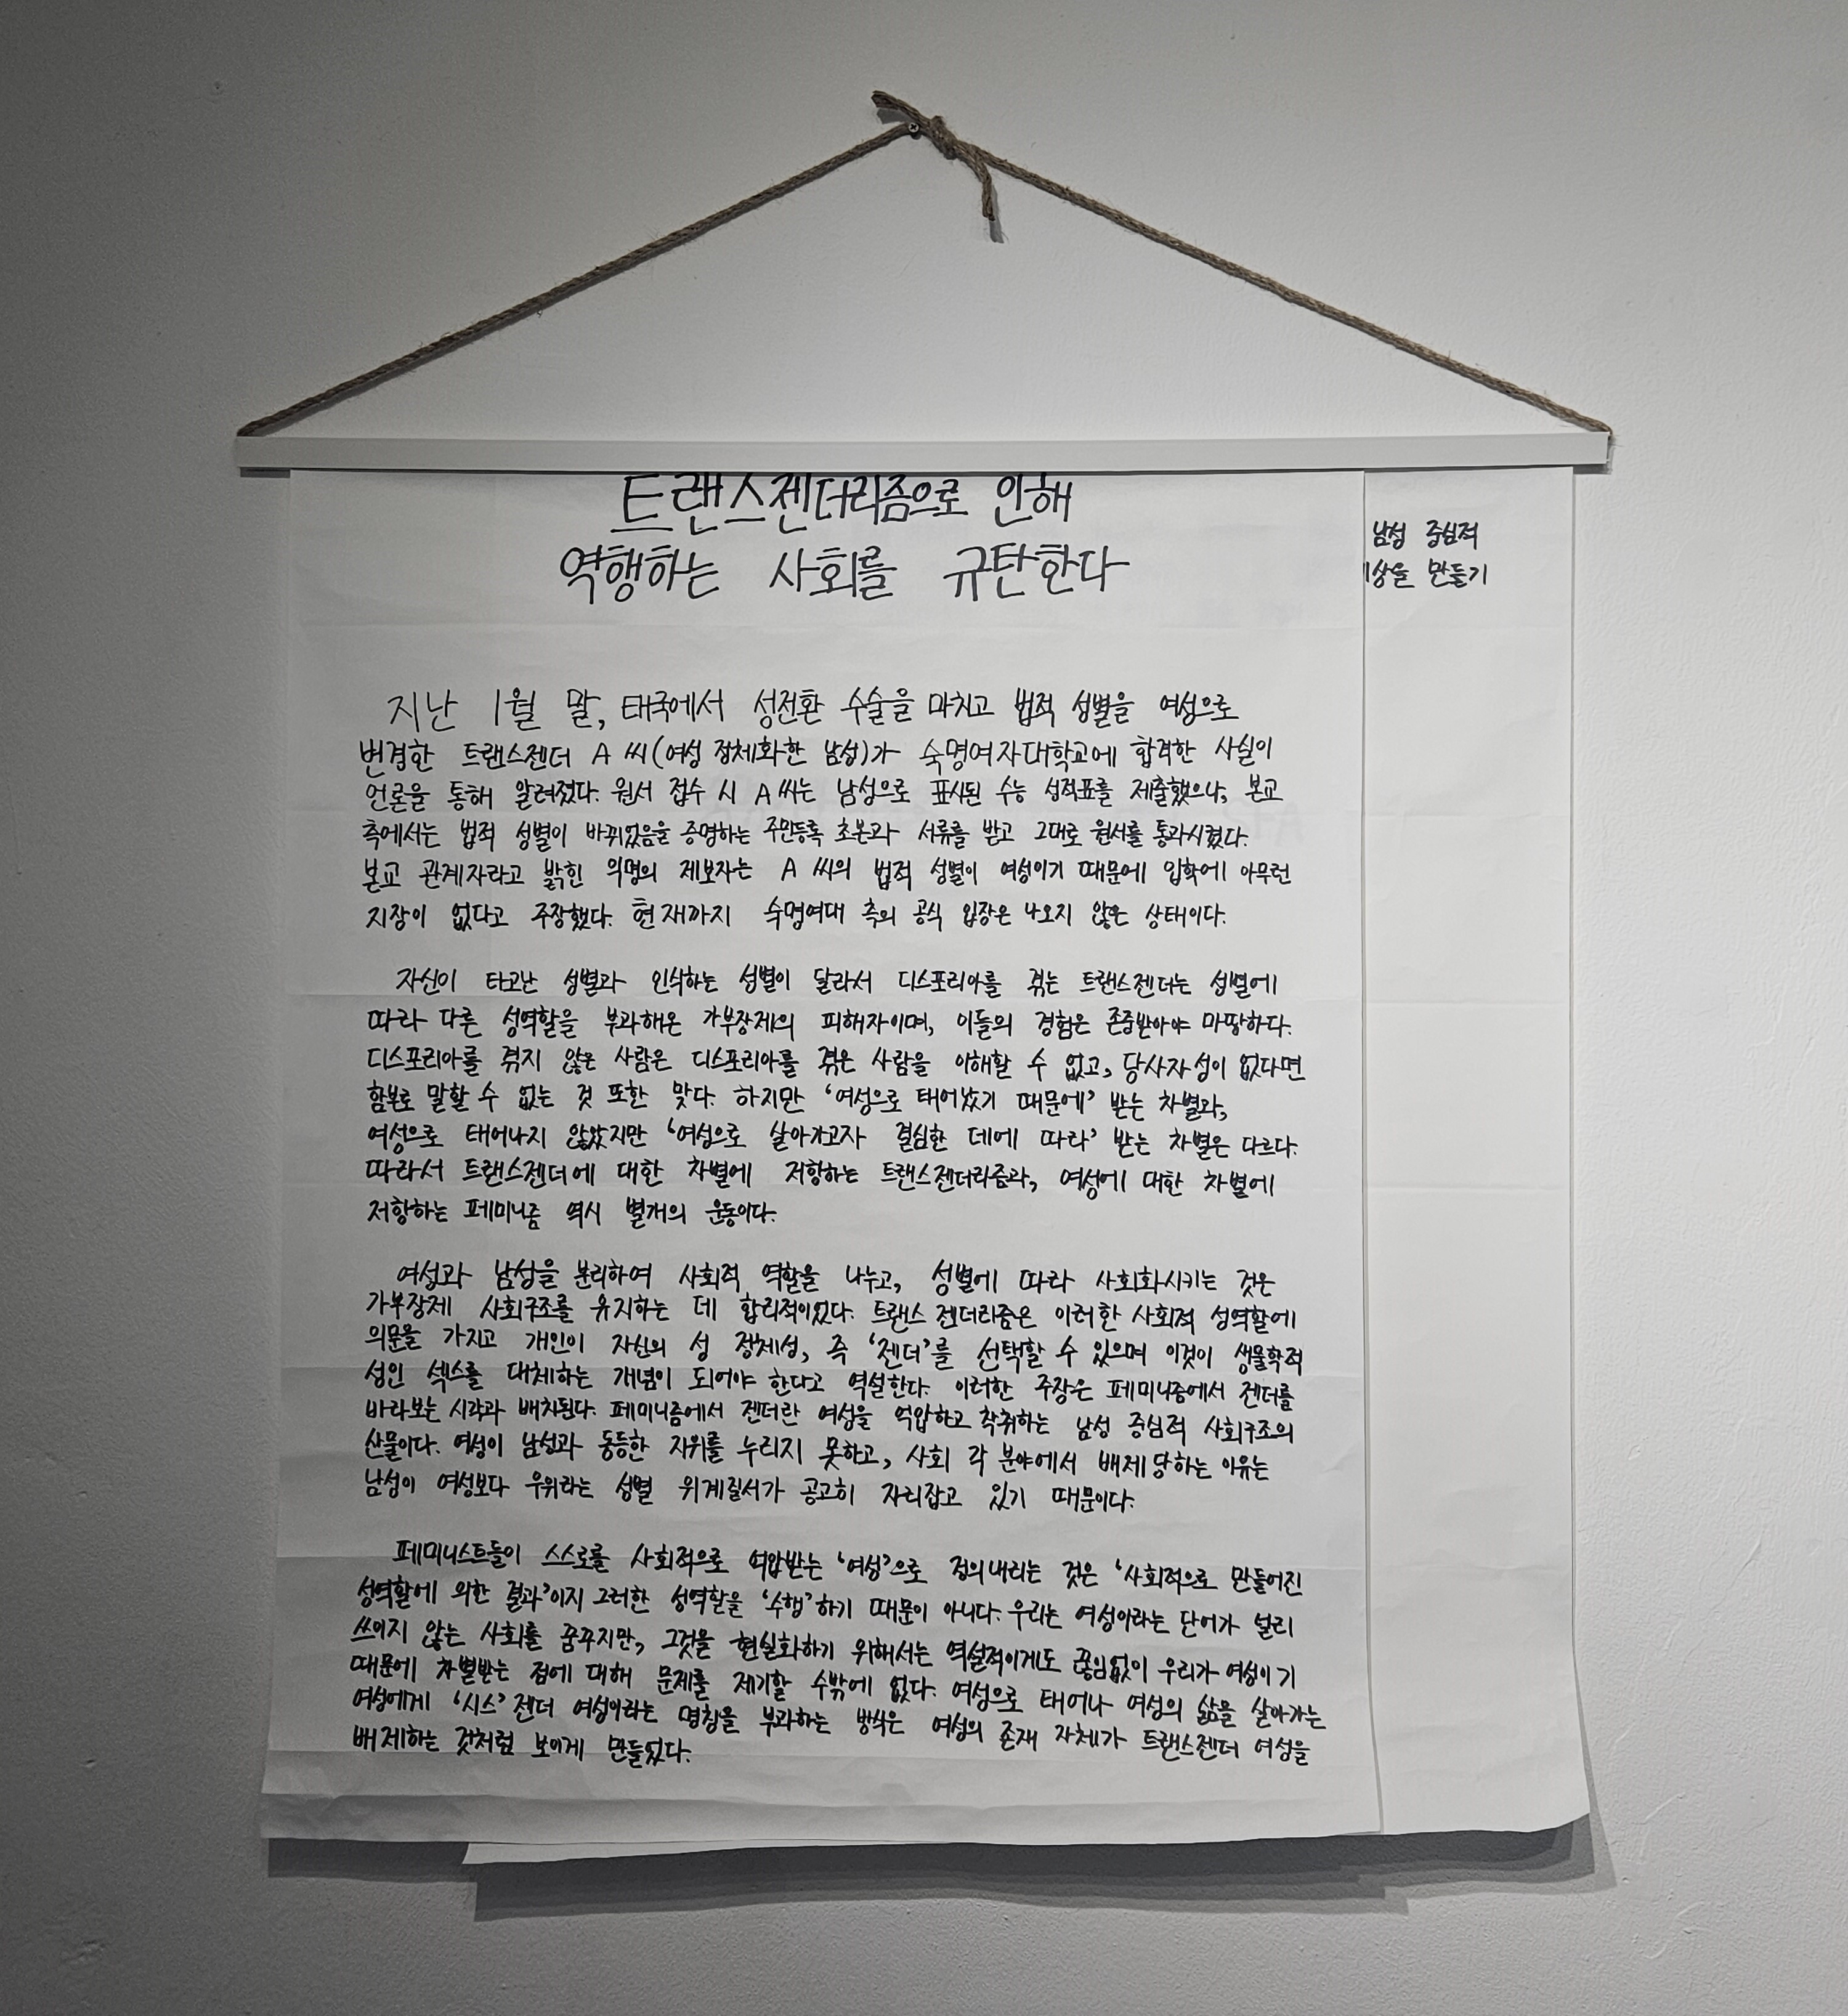 트랜스젠더리즘으로 인해
역행하는 사회를 규탄한다
지난 1월 말, 태국에서 성전환 수술을 마치고 법적 성별을 여성으로
변경한 트랜스젠더 A 씨(여성 정체화한 남성)가 숙명여자대학교에 합격한 사실이
언론을 통해 알려졌다. 원서 접수 시 A 씨는 남성으로 표시된 수능 성적표를 제출했으나, 본교
측에서는 법적 성별이 바뀌었음을 증명하는 주민등록 초본과 서류를 받고 그대로 원서를 통과시켰다.
본교 관계자라고 밝힌 익명의 제보자는 A 씨의 법적 성별이 여성이기 때문에 입학에 아무런
지장이 없다고 주장했다. 현재까지 숙명여대 측의 공식 입장은 나오지 않은 상태이다.
자신이 타고난 성별과 인식하는 성별이 달라서 디스포리아를 겪는 트랜스젠더는 성별에
따라 다른 성역할을 부과해온 가부장제의 피해자이며, 이들의 경험은 존중받아야 마땅하다.
디스포리아를 겪지 않은 사람은 디스포리아를 겪은 사람을 이해할 수 없고, 당사자성이 없다면
함부로 말할 수 없는 것 또한 맞다. 하지만 '여성으로 태어났기 때문에' 받는 차별과,
여성으로 태어나지 않았지만 '여성으로 살아가고자 결심한 데에 따라' 받는 차별은 다르다.
따라서 트랜스젠더에 대한 차별에 저항하는 트랜스젠더리즘과, 여성에 대한 차별에
저항하는 페미니즘 역시 별개의 운동이다.
여성과 남성을 분리하여 사회적 역할을 나누고, 성별에 따라 사회화시키는 것은
가부장제 사회구조를 유지하는 데 합리적이었다. 트랜스젠더리즘은 이러한 사회적 성역할에
의문을 가지고 개인이 자신의 성 정체성, 즉 '젠더'를 선택할 수 있으며 이것이 생물학적
성인 섹스를 대체하는 개념이 되어야 한다고 역설한다. 이러한 주장은 페미니즘에서 젠더를
바라보는 시각과 배치된다. 페미니즘에서 젠더란 여성을 억압하고 착취하는 남성 중심적 사회구조의
산물이다. 여성이 남성과 동등한 지위를 누리지 못하고, 사회 각 분야에서 배제당하는 이유는
남성이 여성보다 우위라는 성별 위계질서가 공고히 자리잡고 있기 때문이다.
페미니스트들이 스스로를 사회적으로 억압받는 '여성'으로 정의내리는 것은 '사회적으로 만들어진
성역할에 의한 결과'이지 그러한 성역할을 '수행'하기 때문이 아니다. 우리는 여성이라는 단어가 널리
쓰이지 않는 사회를 꿈꾸지만, 그것을 현실화하기 위해서는 역설적이게도 끊임없이 우리가 여성이기
때문에 차별받는 점에 대해 문제를 제기할 수밖에 없다. 여성으로 태어나 여성의 삶을 살아가는
여성에게 '시스'젠더 여성이라는 명칭을 부과하는 방식은 여성의 존재 자체가 트랜스젠더 여성을
배제하는 것처럼 보이게 만들었다.
남성 중심적
상을 만들기